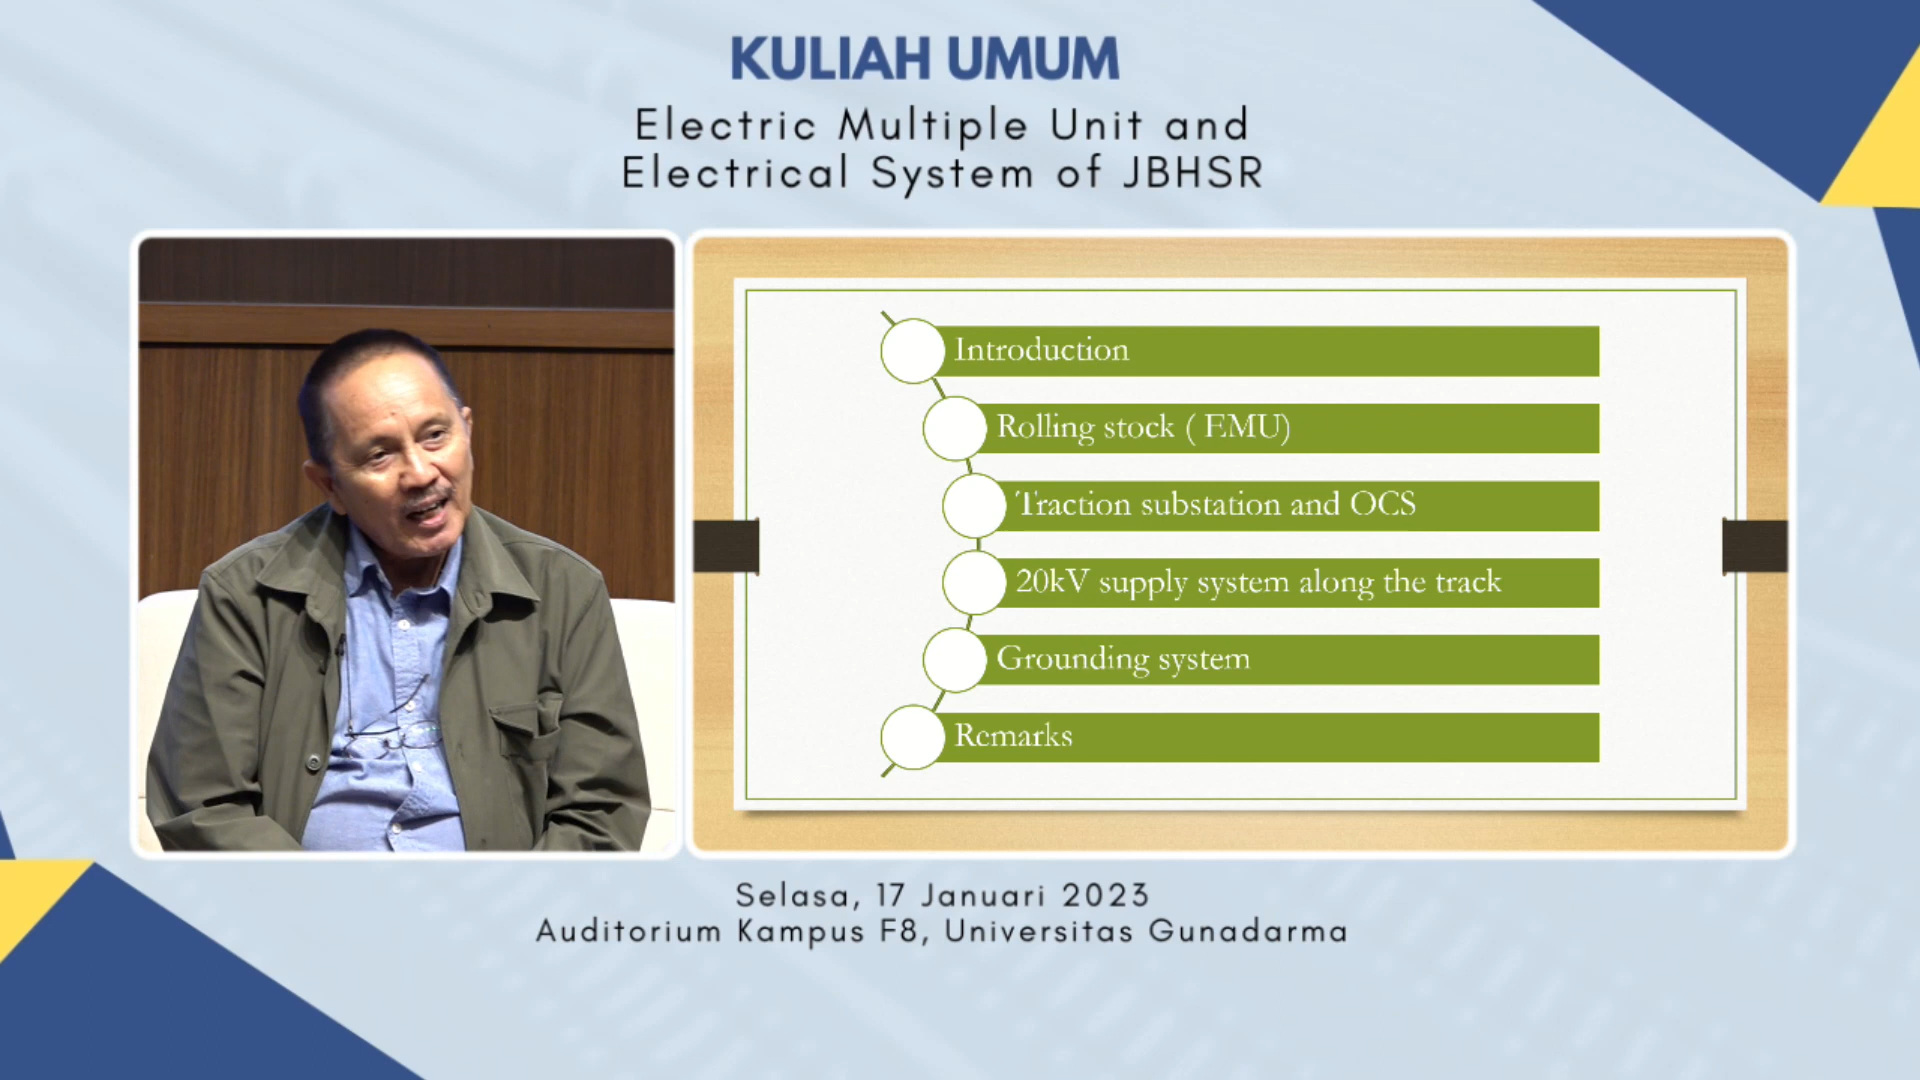 KULIAH UMUM
Electric Multiple Unit and
Electrical System of JBHSR
Introduction
Rolling stock ( EMU)
Traction substation and OCS
20kV supply system along the track
Grounding system
Remarks
Selasa, 17 Januari 2023
Auditorium Kampus F8, Universitas Gunadarma